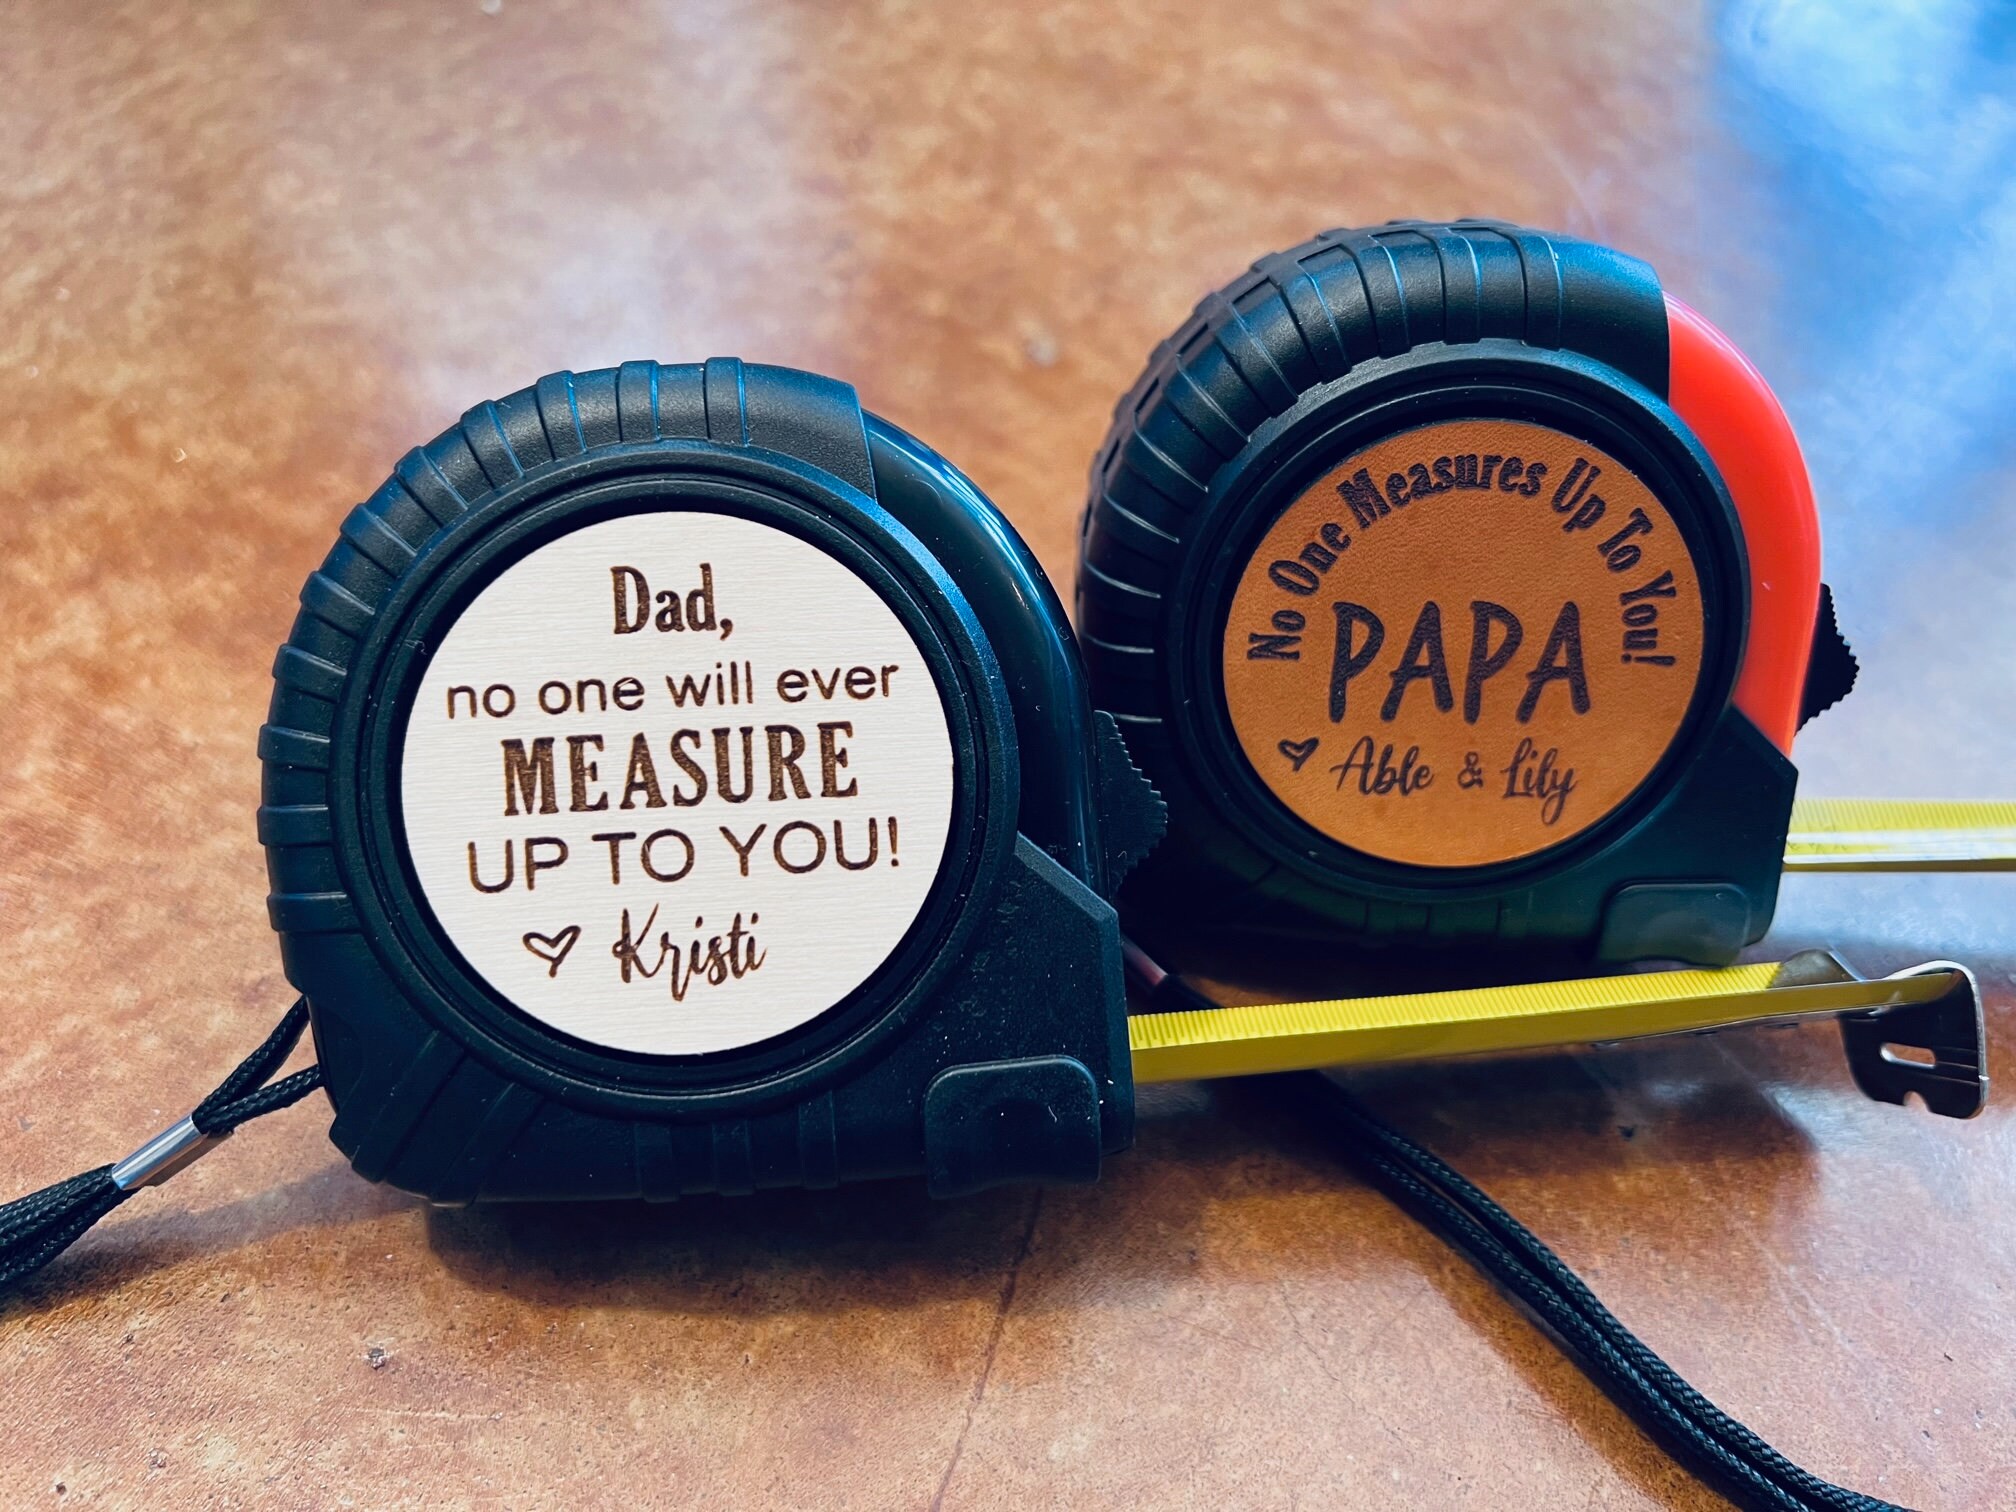 Dad,
no one will ever
MEASURE
UP TO YOU!
Kristi
No One Measures Up To You!
PAPA
Able & Lily